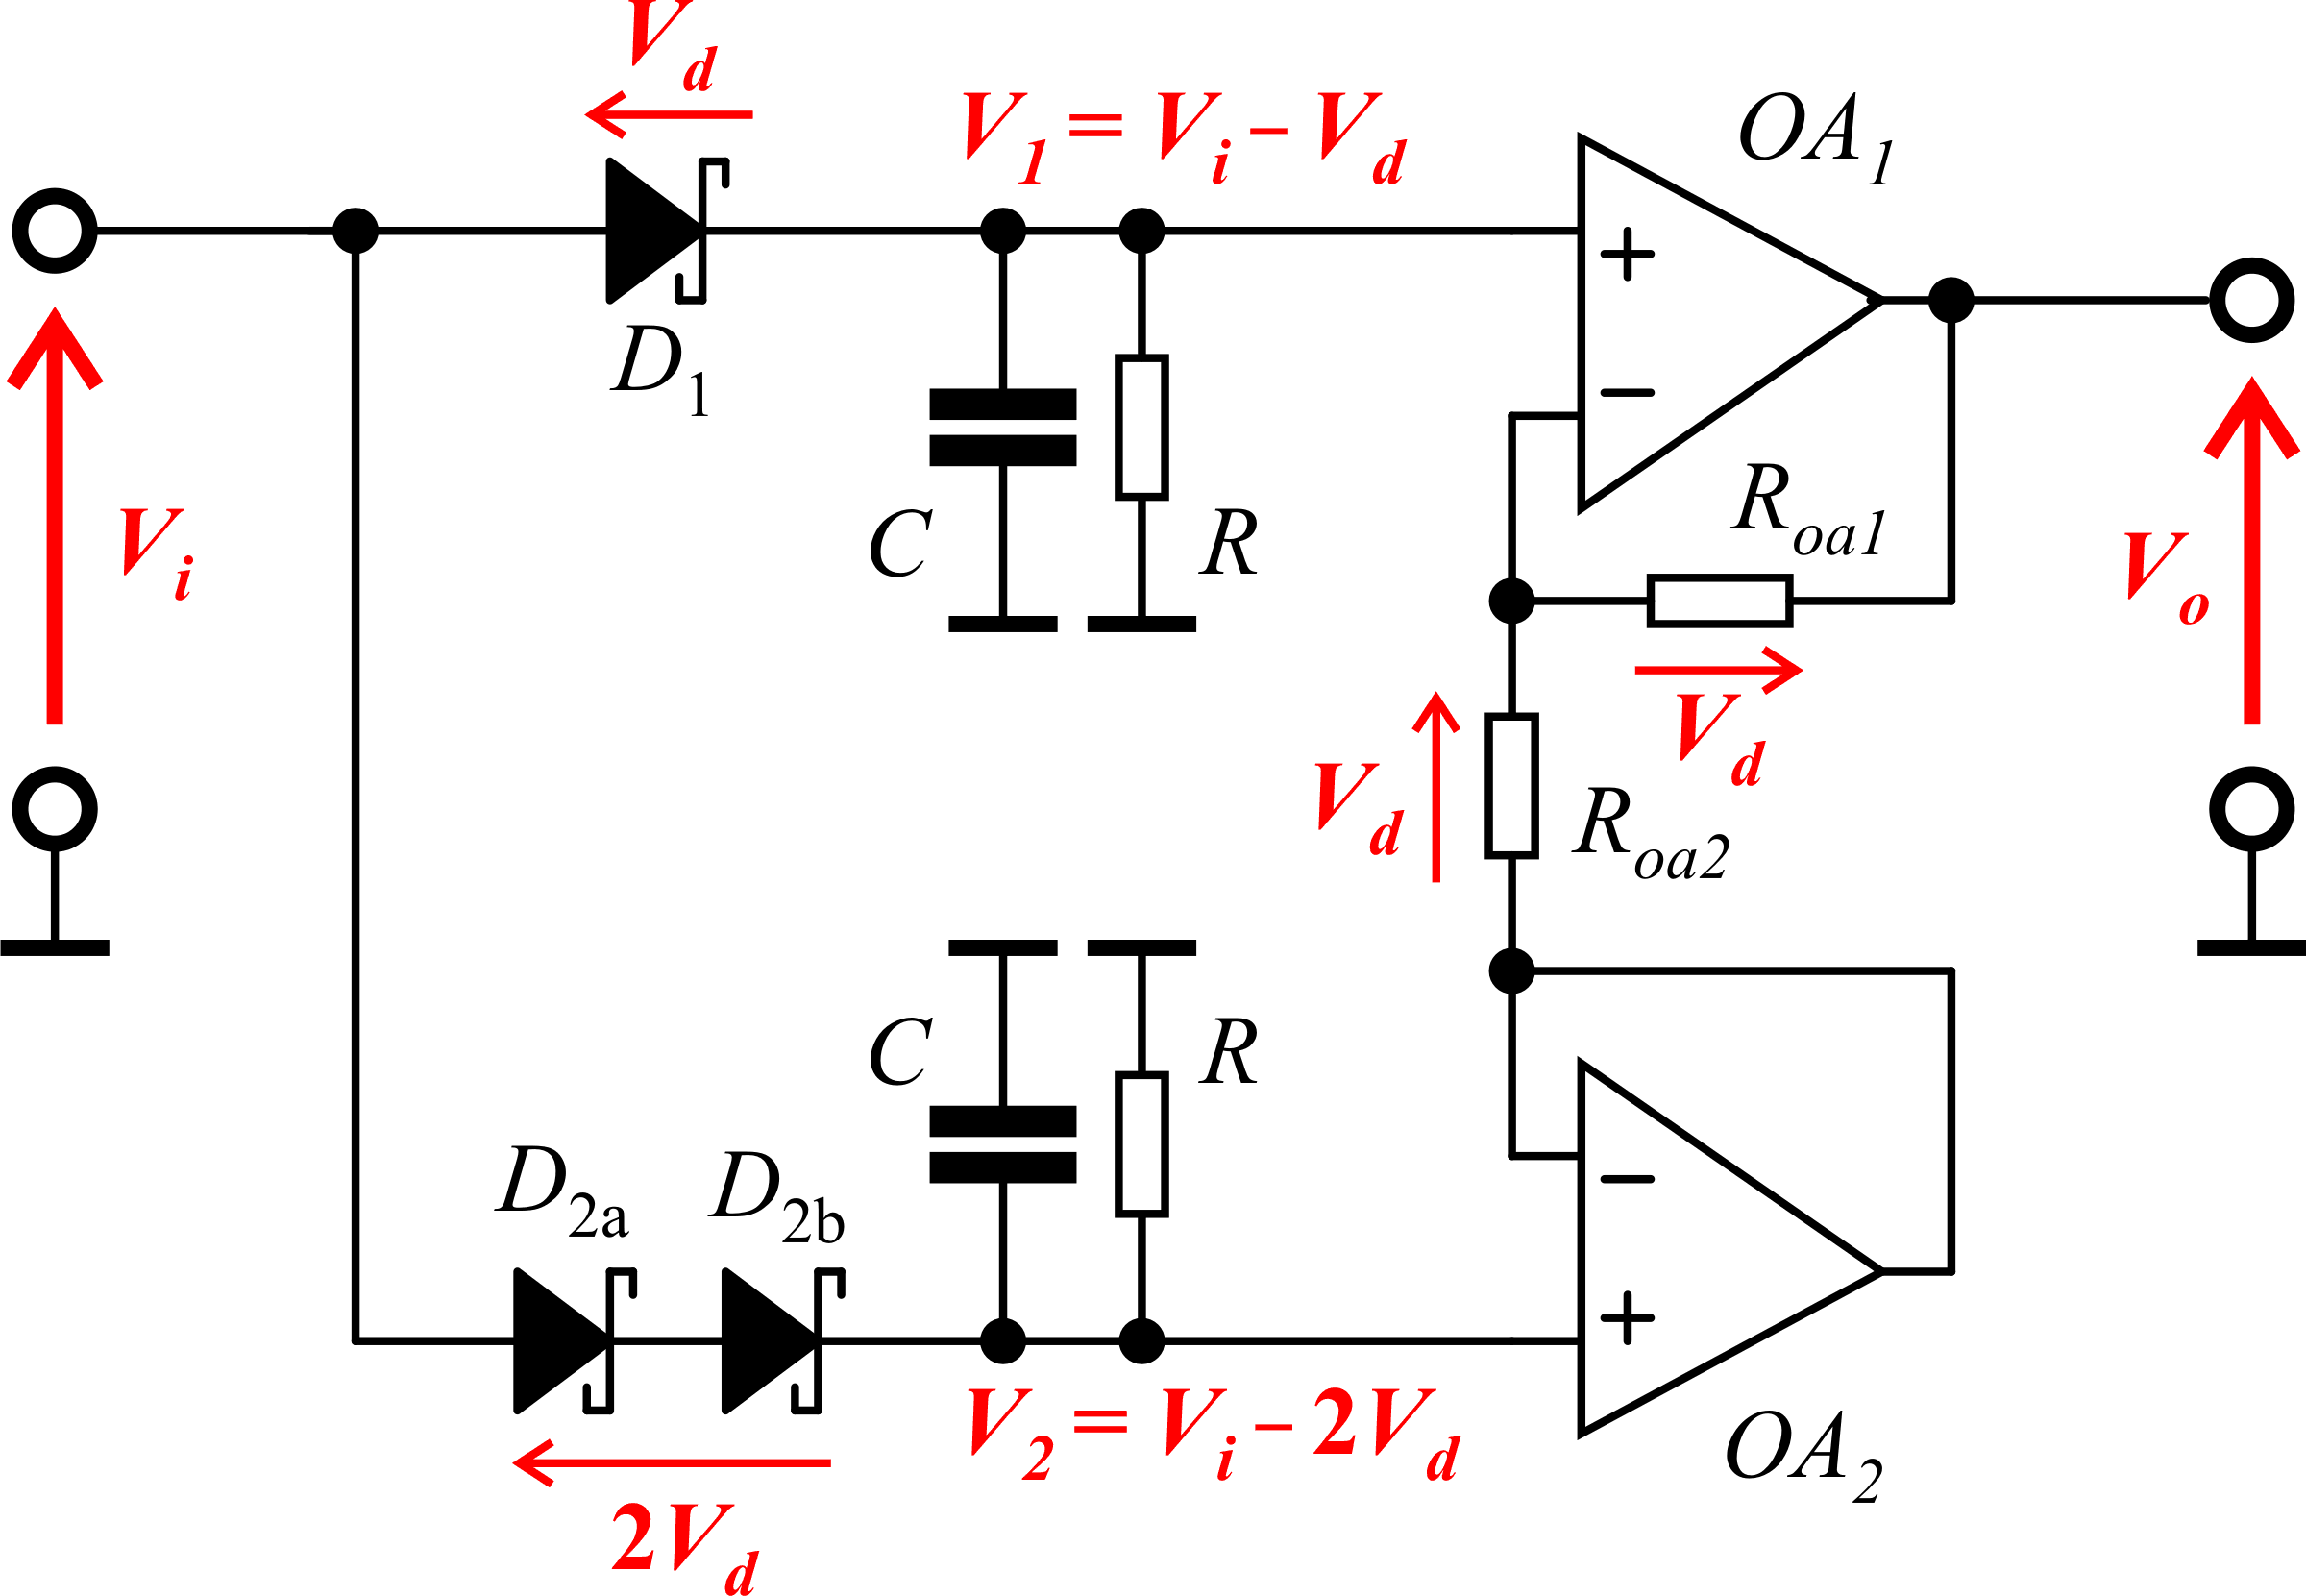 Vd
V1 = Vi − Vd
OA1
+
−
D1
Vi
C
R
Roa1
Vo
Vd
Vd
Roa2
C
R
D2a
D2b
−
+
V2 = Vi − 2Vd
OA2
2Vd